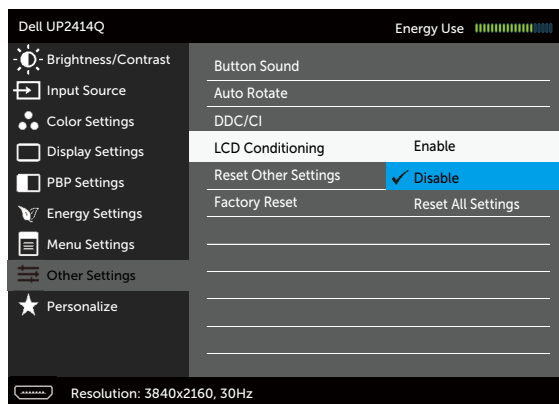 Dell UP2414Q
Energy Use
Brightness/Contrast
Input Source
Color Settings
Display Settings
PBP Settings
Energy Settings
Menu Settings
Other Settings
Personalize
Button Sound
Auto Rotate
DDC/CI
LCD Conditioning
Enable
Reset Other Settings
Disable
Factory Reset
Reset All Settings
Resolution: 3840x2160, 30Hz